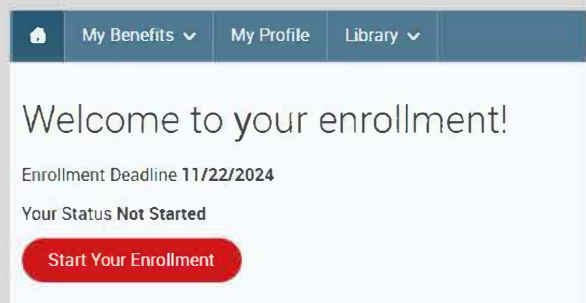 My Benefits My Profile Library
Welcome to your enrollment!
Enrollment Deadline 11/22/2024
Your Status Not Started
Start Your Enrollment